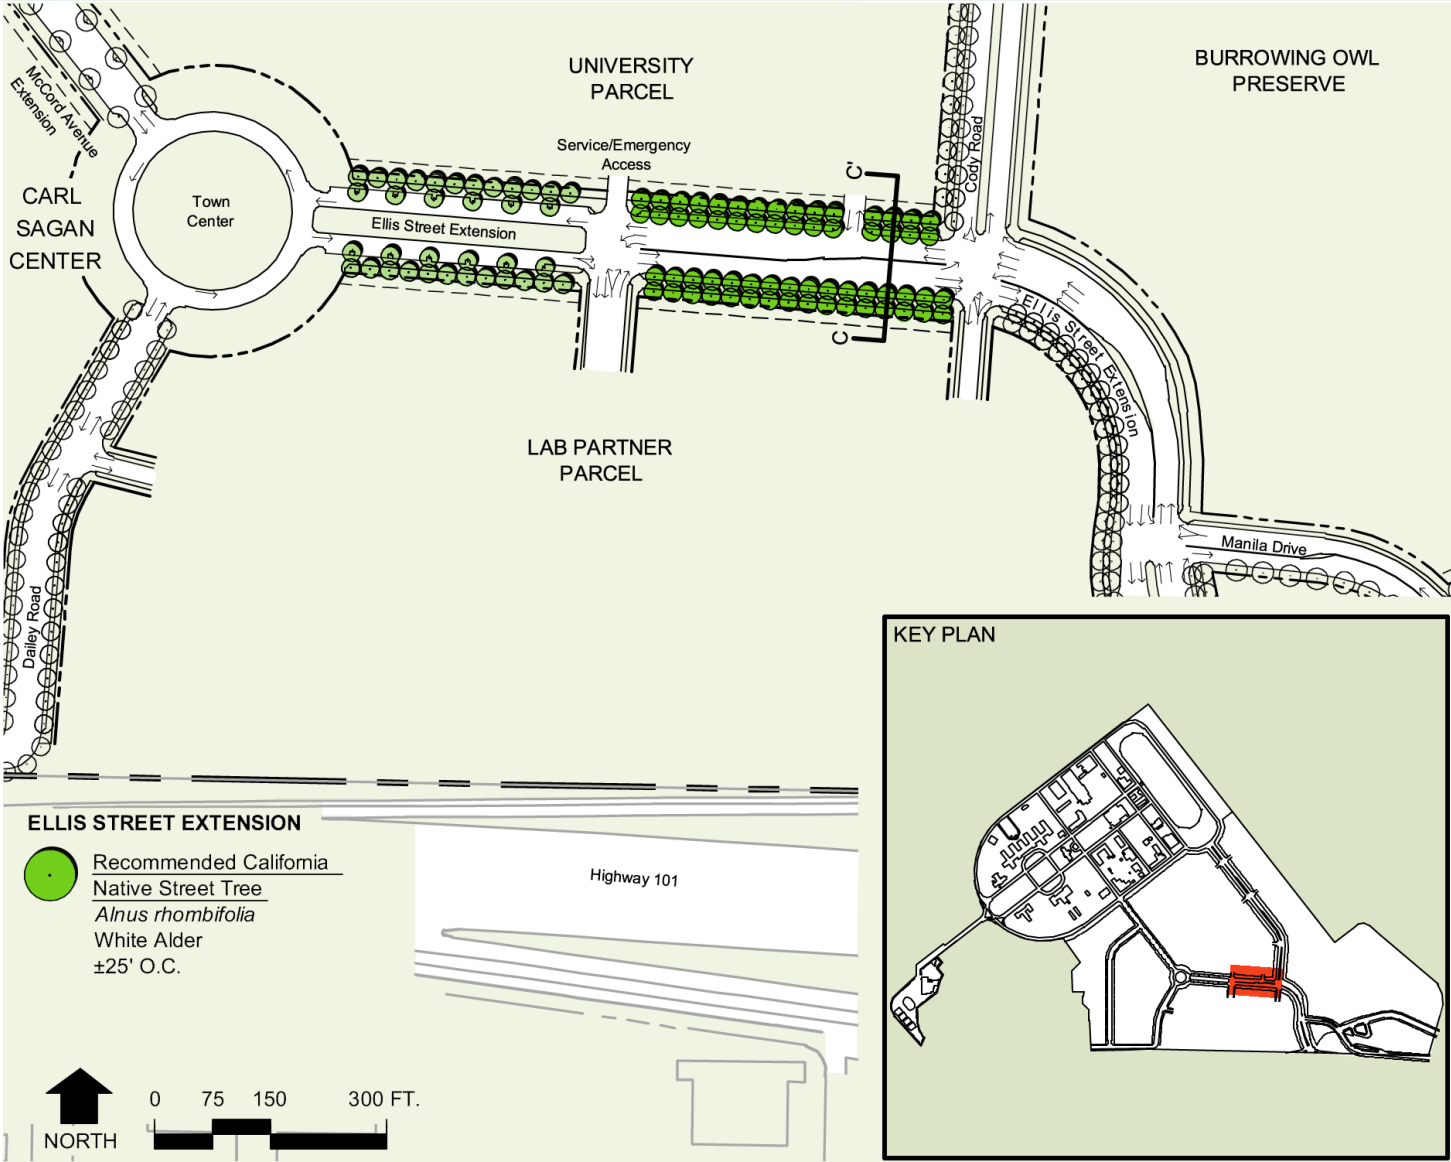 UNIVERSITY
PARCEL
BURROWING OWL
PRESERVE
McCord Avenue
Extension
Service/Emergency
Access
C'
Cody Road
CARL
SAGAN
CENTER
Town
Center
Ellis Street Extension
C
Ellis Street Extension
LAB PARTNER
PARCEL
Manila Drive
Dailey Road
KEY PLAN
ELLIS STREET EXTENSION
Recommended California
Native Street Tree
Alnus rhombifolia
White Alder
±25' O.C.
Highway 101
0 75 150 300 FT.
NORTH